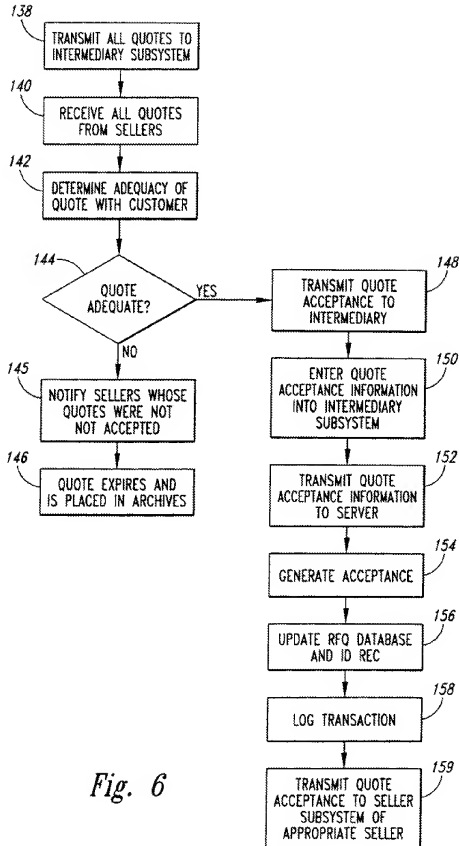 138
TRANSMIT ALL QUOTES TO
INTERMEDIARY SUBSYSTEM
140
RECEIVE ALL QUOTES
FROM SELLERS
142
DETERMINE ADEQUACY OF
QUOTE WITH CUSTOMER
144
QUOTE
ADEQUATE?
YES
NO
145
NOTIFY SELLERS WHOSE
QUOTES WERE NOT
NOT ACCEPTED
146
QUOTE EXPIRES AND
IS PLACED IN ARCHIVES
148
TRANSMIT QUOTE
ACCEPTANCE TO
INTERMEDIARY
150
ENTER QUOTE
ACCEPTANCE INFORMATION
INTO INTERMEDIARY
SUBSYSTEM
152
TRANSMIT QUOTE
ACCEPTANCE INFORMATION
TO SERVER
154
GENERATE ACCEPTANCE
156
UPDATE RFQ DATABASE
AND ID REC
158
LOG TRANSACTION
159
TRANSMIT QUOTE
ACCEPTANCE TO SELLER
SUBSYSTEM OF
APPROPRIATE SELLER
Fig. 6